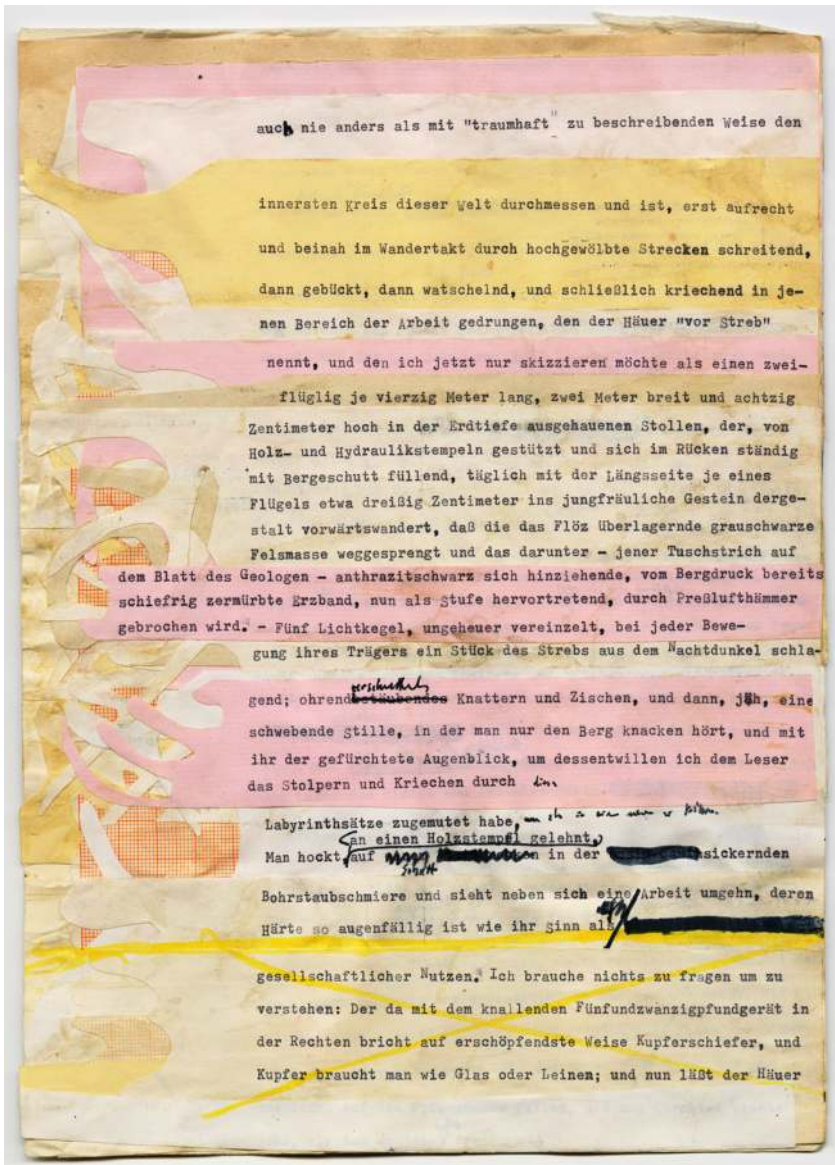 auch nie anders als mit "traumhaft" zu beschreibenden Weise den
innersten Kreis dieser Welt durchmessen und ist, erst aufrecht
und beinah im Wandertakt durch hochgewölbte Strecken schreitend,
dann gebückt, dann watschelnd, und schließlich kriechend in je-
nen Bereich der Arbeit gedrungen, den der Häuer "vor Streb"
nennt, und den ich jetzt nur skizzieren möchte als einen zwei-
flüglig je vierzig Meter lang, zwei Meter breit und achtzig
Zentimeter hoch in der Erdtiefe ausgehauenen Stollen, der, von
Holz- und Hydraulikstempeln gestützt und sich im Rücken ständig
mit Bergeschutt füllend, täglich mit der Längsseite je eines
Flügels etwa dreißig Zentimeter ins jungfräuliche Gestein derge-
stalt vorwärtswandert, daß die das Flöz überlagernde grauschwarze
Felsmasse weggesprengt und das darunter - jener Tuschstrich auf
dem Blatt des Geologen - anthrazitschwarz sich hinziehende, vom Bergdruck bereits
schiefrig zermürbte Erzband, nun als Stufe hervortretend, durch Preßlufthämmer
gebrochen wird. - Fünf Lichtkegel, ungeheuer vereinzelt, bei jeder Bewe-
gung ihres Trägers ein Stück des Strebs aus dem Nachtdunkel schla-
gend; ohrenbetäubendes Knattern und Zischen, und dann, jäh, eine
schwebende Stille, in der man nur den Berg knacken hört, und mit
ihr der gefürchtete Augenblick, um dessentwillen ich dem Leser
das Stolpern und Kriechen durch
Labyrinthsätze zugemutet habe,
an einen Holzstempel gelehnt,
Man hockt auf in der sickernden
Bohrstaubschmiere und sieht neben sich eine Arbeit umgehn, deren
Härte so augenfällig ist wie ihr Sinn als
gesellschaftlicher Nutzen. Ich brauche nichts zu fragen um zu
verstehen: Der da mit dem knallenden Fünfundzwanzigpfundgerät in
der Rechten bricht auf erschöpfendste Weise Kupferschiefer, und
Kupfer braucht man wie Glas oder Leinen; und nun läßt der Häuer